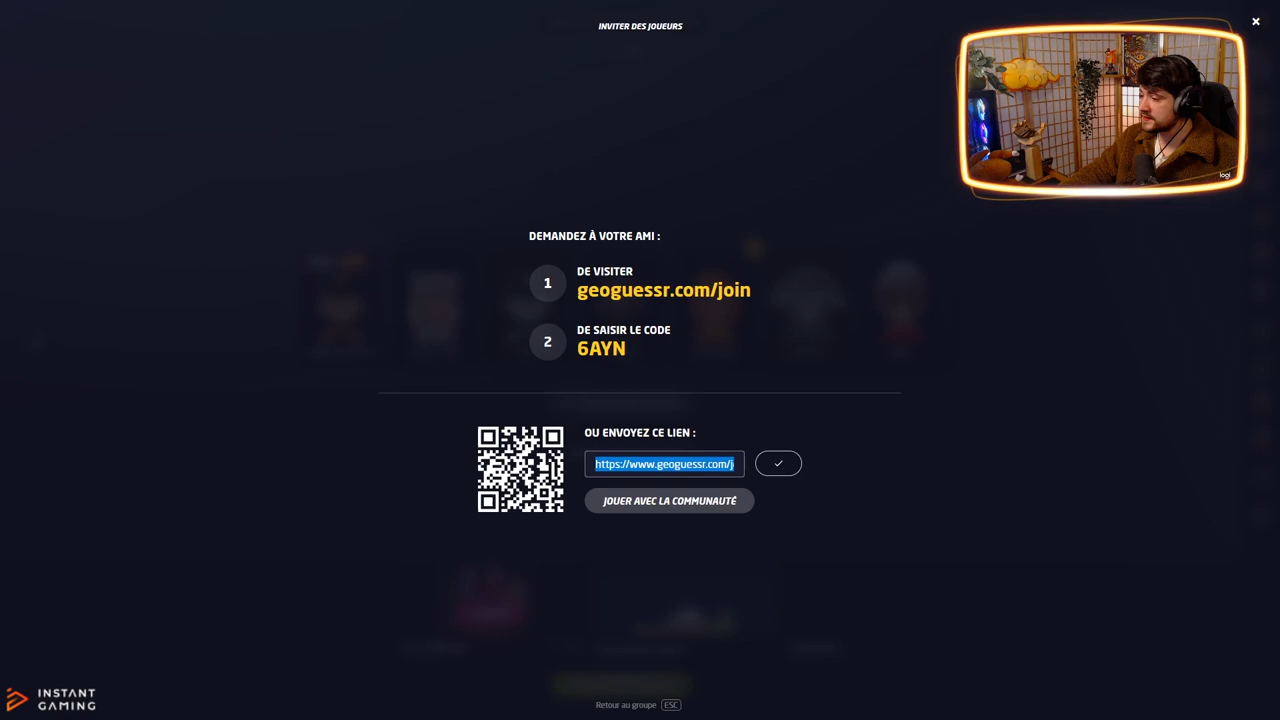 INVITER DES JOUEURS
×
logi
DEMANDEZ À VOTRE AMI :
1
DE VISITER
geoguessr.com/join
2
DE SAISIR LE CODE
6AYN
OU ENVOYEZ CE LIEN :
https://www.geoguessr.com/j
JOUER AVEC LA COMMUNAUTÉ
INSTANT
GAMING
Retour au groupe ESC